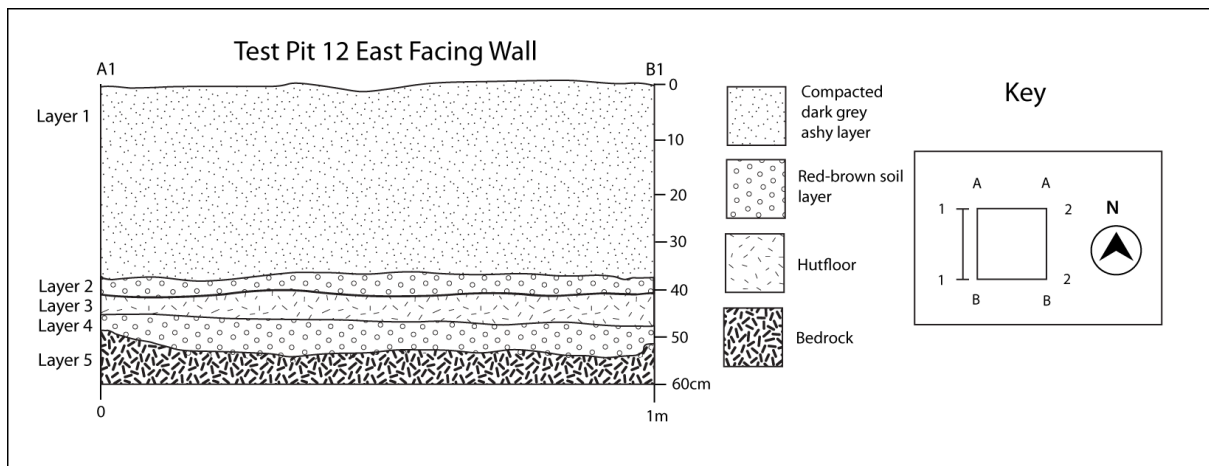 Test Pit 12 East Facing Wall
A1
B1
Layer 1
Layer 2
Layer 3
Layer 4
Layer 5
0
10
20
30
40
50
60cm
0
1m
Compacted
dark grey
ashy layer
Red-brown soil
layer
Hutfloor
Bedrock
Key
A A
1 2
N
1 2
B B